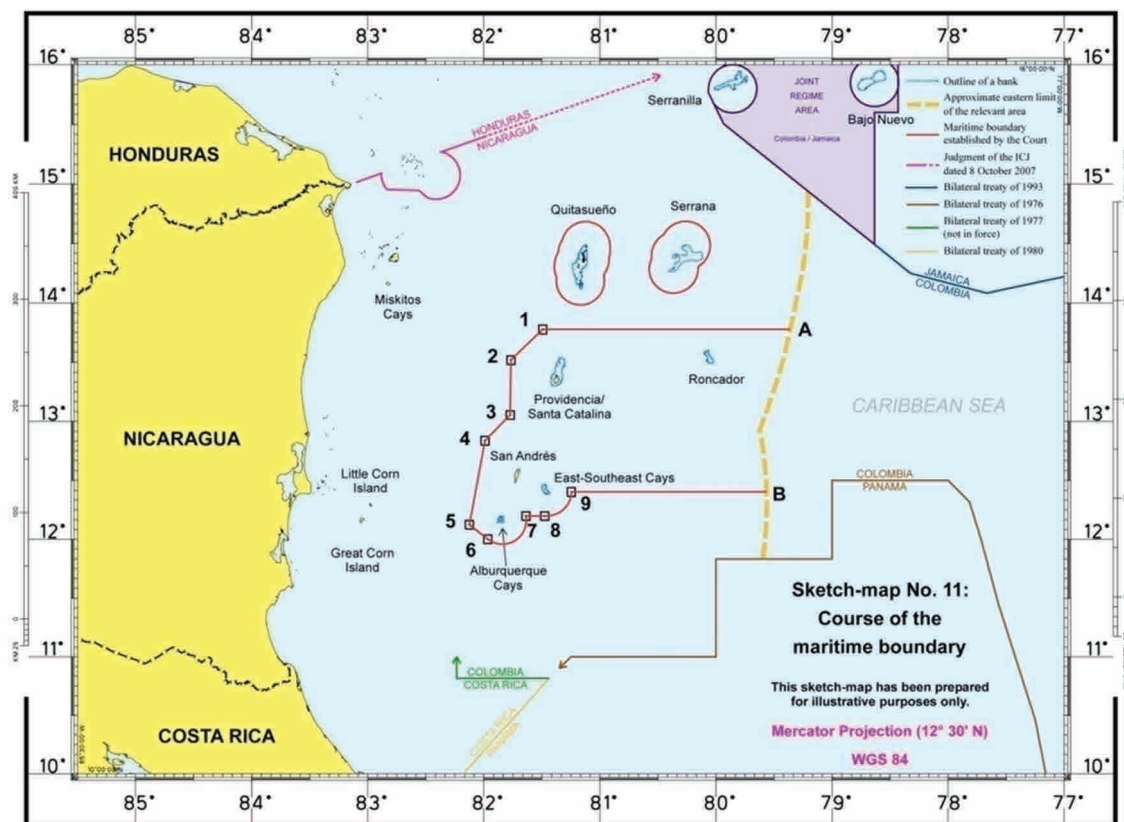 85° 84° 83° 82° 81° 80° 79° 78° 77°
16° 16°
15° 15°
14° 14°
13° 13°
12° 12°
11° 11°
10° 10°
HONDURAS
NICARAGUA
COSTA RICA
HONDURAS
NICARAGUA
Serranilla
JOINT
REGIME
AREA
Colombia / Jamaica
Bajo Nuevo
Outline of a bank
Approximate eastern limit
of the relevant area
Maritime boundary
established by the Court
Judgment of the ICJ
dated 8 October 2007
Bilateral treaty of 1993
Bilateral treaty of 1976
Bilateral treaty of 1977
(not in force)
Bilateral treaty of 1980
JAMAICA
COLOMBIA
Quitasueño
Serrana
Miskitos
Cays
1
A
2
Providencia/
Santa Catalina
Roncador
3
4
CARIBBEAN SEA
San Andrés
East-Southeast Cays
Little Corn
Island
B
9
5
6
7
8
Great Corn
Island
Alburquerque
Cays
COLOMBIA
PANAMA
COLOMBIA
COSTA RICA
COSTA RICA
PANAMA
Sketch-map No. 11:
Course of the
maritime boundary
This sketch-map has been prepared
for illustrative purposes only.
Mercator Projection (12° 30' N)
WGS 84
85° 84° 83° 82° 81° 80° 79° 78° 77°